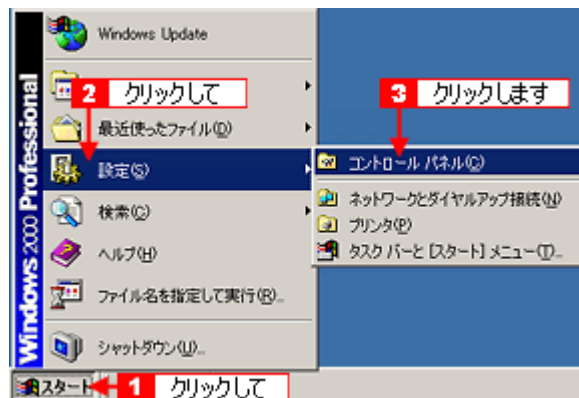 Windows 2000 Professional
Windows Update
2 クリックして
最近使ったファイル(D)
設定(S)
検索(C)
ヘルプ(H)
ファイル名を指定して実行(R)...
シャットダウン(U)...
3 クリックします
コントロール パネル(C)
ネットワークとダイヤルアップ接続(N)
プリンタ(P)
タスク バーと [スタート] メニュー(T)...
スタート
1 クリックして